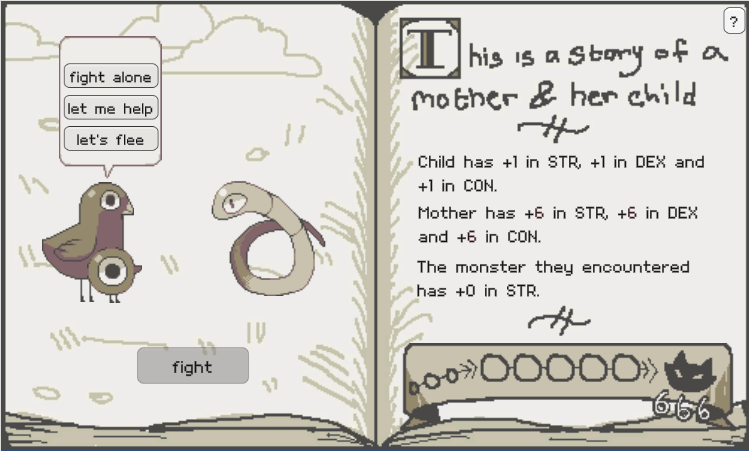 fight alone
let me help
let's flee
fight
?
This is a story of a
mother & her child
Child has +1 in STR, +1 in DEX and
+1 in CON.
Mother has +6 in STR, +6 in DEX
and +6 in CON.
The monster they encountered
has +0 in STR.
666